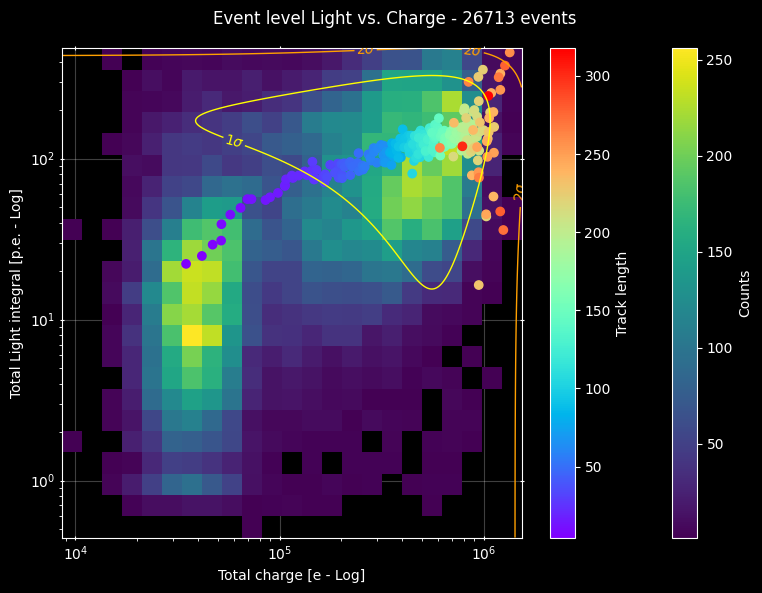 Event level Light vs. Charge - 26713 events
Total Light integral [p.e. - Log]
10²
10¹
10⁰
2σ
2σ
1σ
2σ
10⁴
10⁵
10⁶
Total charge [e - Log]
300
250
200
150
100
50
Track length
250
200
150
100
50
Counts